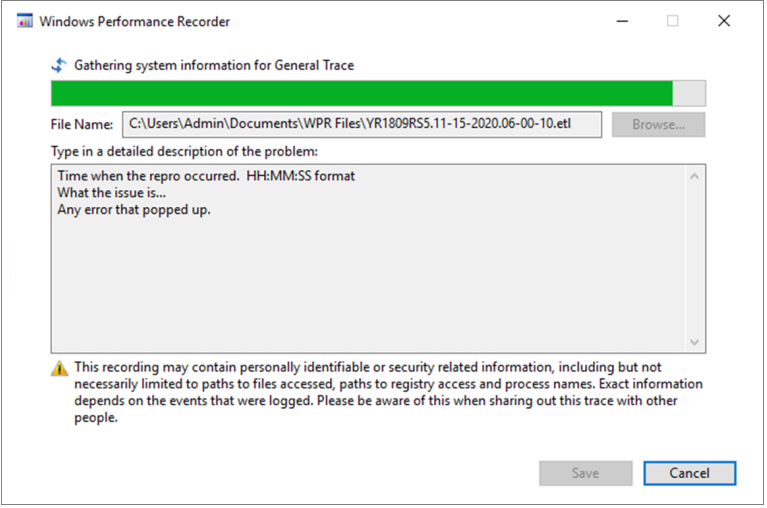 Windows Performance Recorder
Gathering system information for General Trace
File Name: C:\Users\Admin\Documents\WPR Files\YR1809RS5.11-15-2020.06-00-10.etl Browse...
Type in a detailed description of the problem:
Time when the repro occurred.  HH:MM:SS format
What the issue is...
Any error that popped up.
This recording may contain personally identifiable or security related information, including but not
necessarily limited to paths to files accessed, paths to registry access and process names. Exact information
depends on the events that were logged. Please be aware of this when sharing out this trace with other
people.
Save Cancel